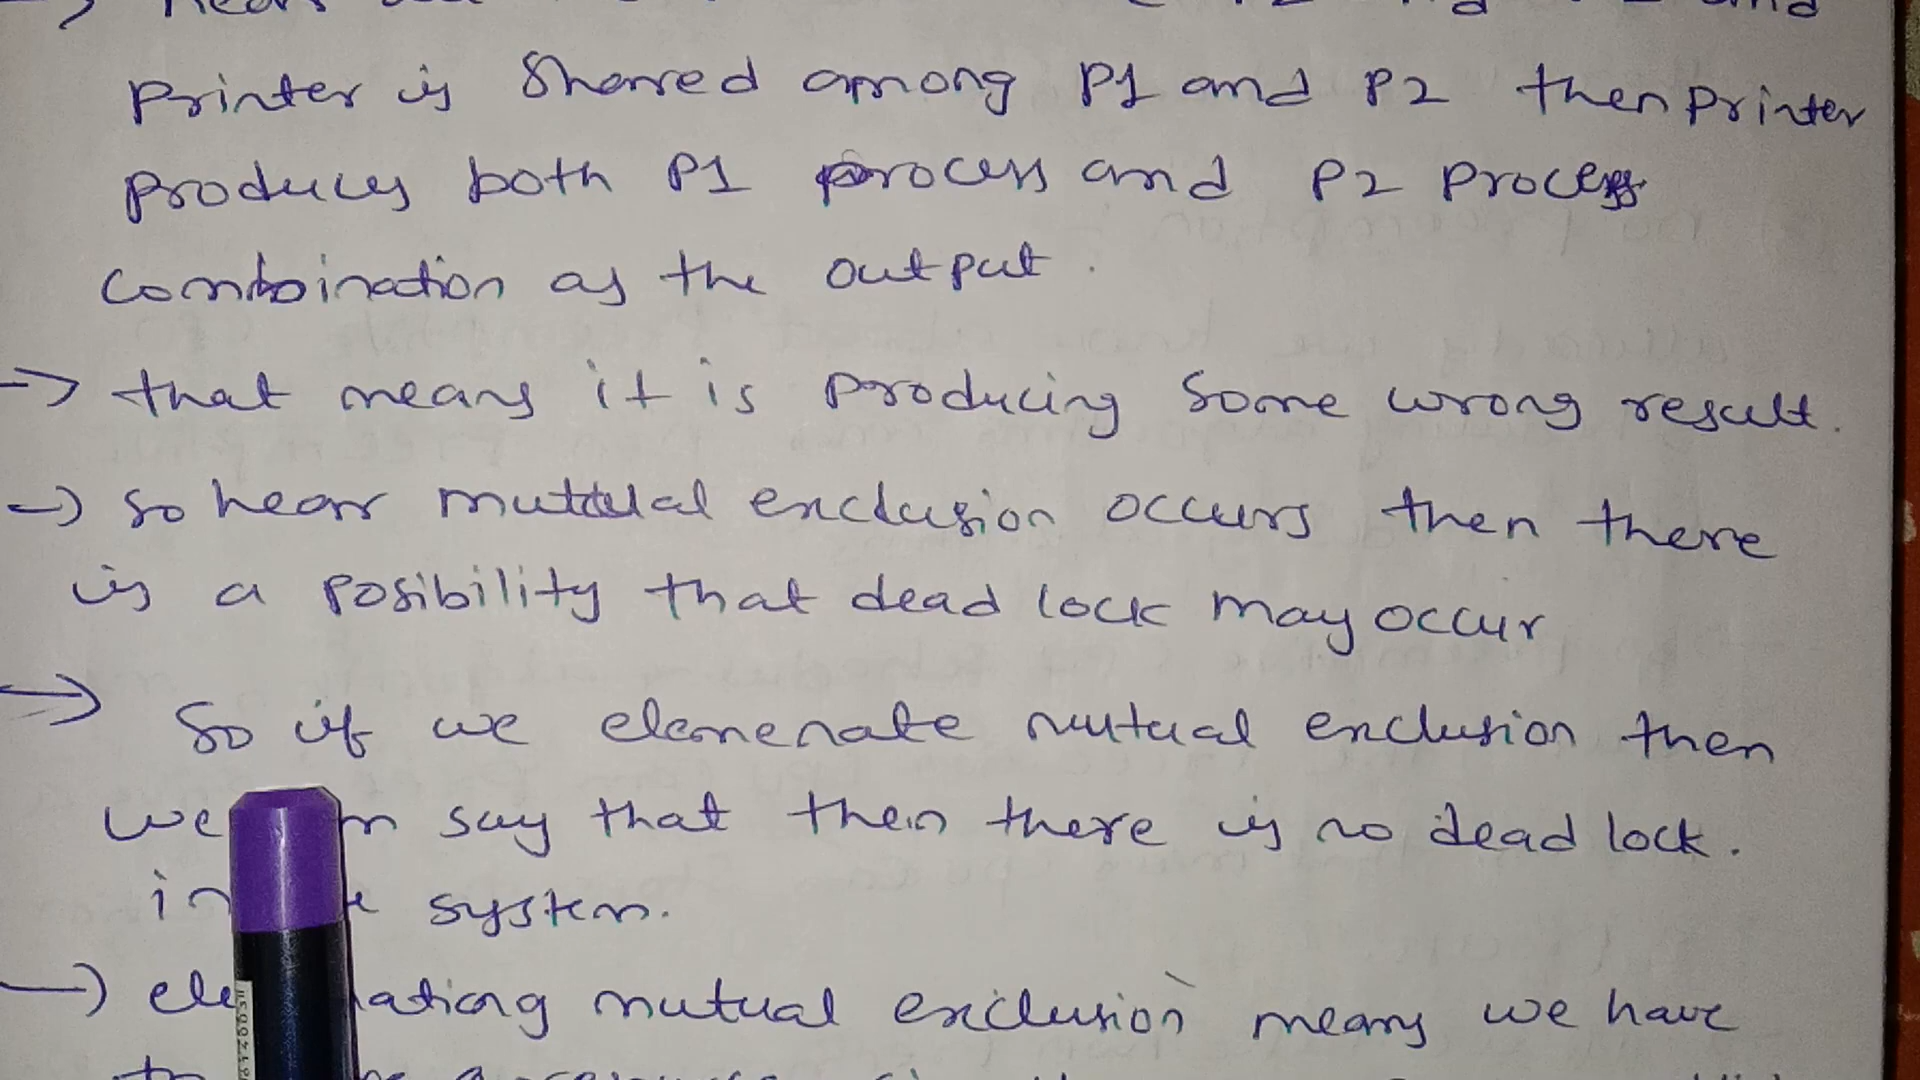 Printer is Shared among P1 and P2 then Printer
Produces both P1 process and P2 Process
Combination as the output.
→ that means it is Producing Some wrong result.
→ so hear mutual exclusion occurs then there
is a Posibility that dead lock may occur
→ So if we elemenate mutual exclusion then
we say that then there is no dead lock.
system.
→ mutual exclusion means we have